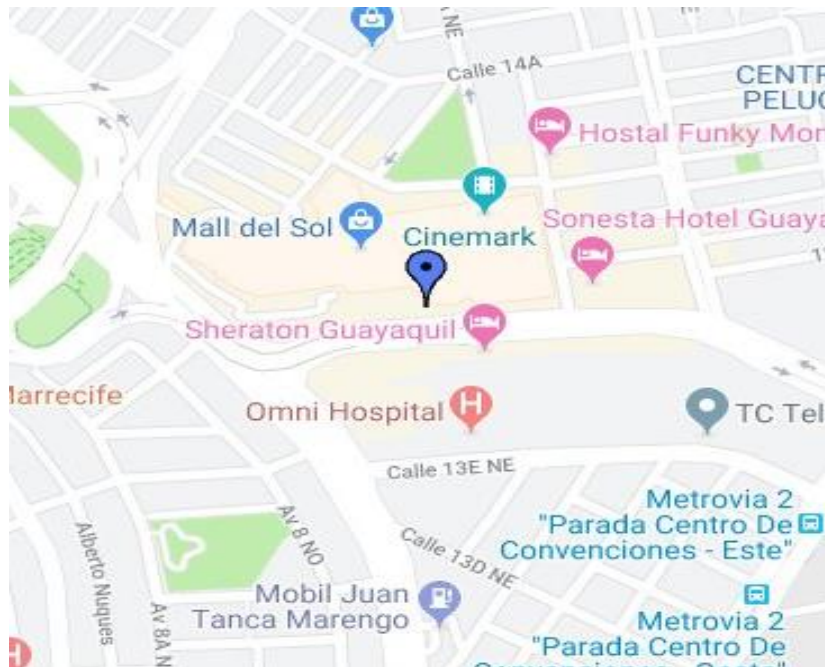 Calle 14A
CENTR
PELUC
Hostal Funky Mon
Mall del Sol
Cinemark
Sonesta Hotel Guaya
Sheraton Guayaquil
Marrecife
Omni Hospital
H
TC Tel
Calle 13E NE
Metrovia 2
"Parada Centro De
Convenciones - Este"
Alberto Nuques
Av 8 NO
Calle 13D NE
Mobil Juan
Tanca Marengo
Av 8A N
H
Metrovia 2
"Parada Centro De